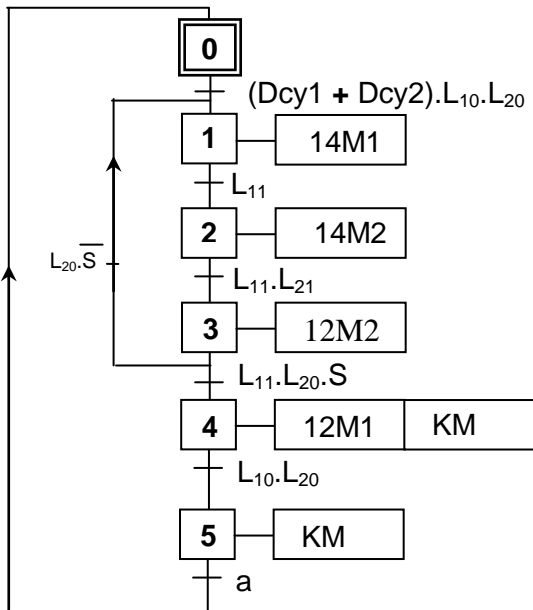 0
(Dcy1 + Dcy2).L₁₀.L₂₀
1 14M1
L₁₁
2 14M2
L₂₀.S̅
L₁₁.L₂₁
3 12M2
L₁₁.L₂₀.S
4 12M1 KM
L₁₀.L₂₀
5 KM
a